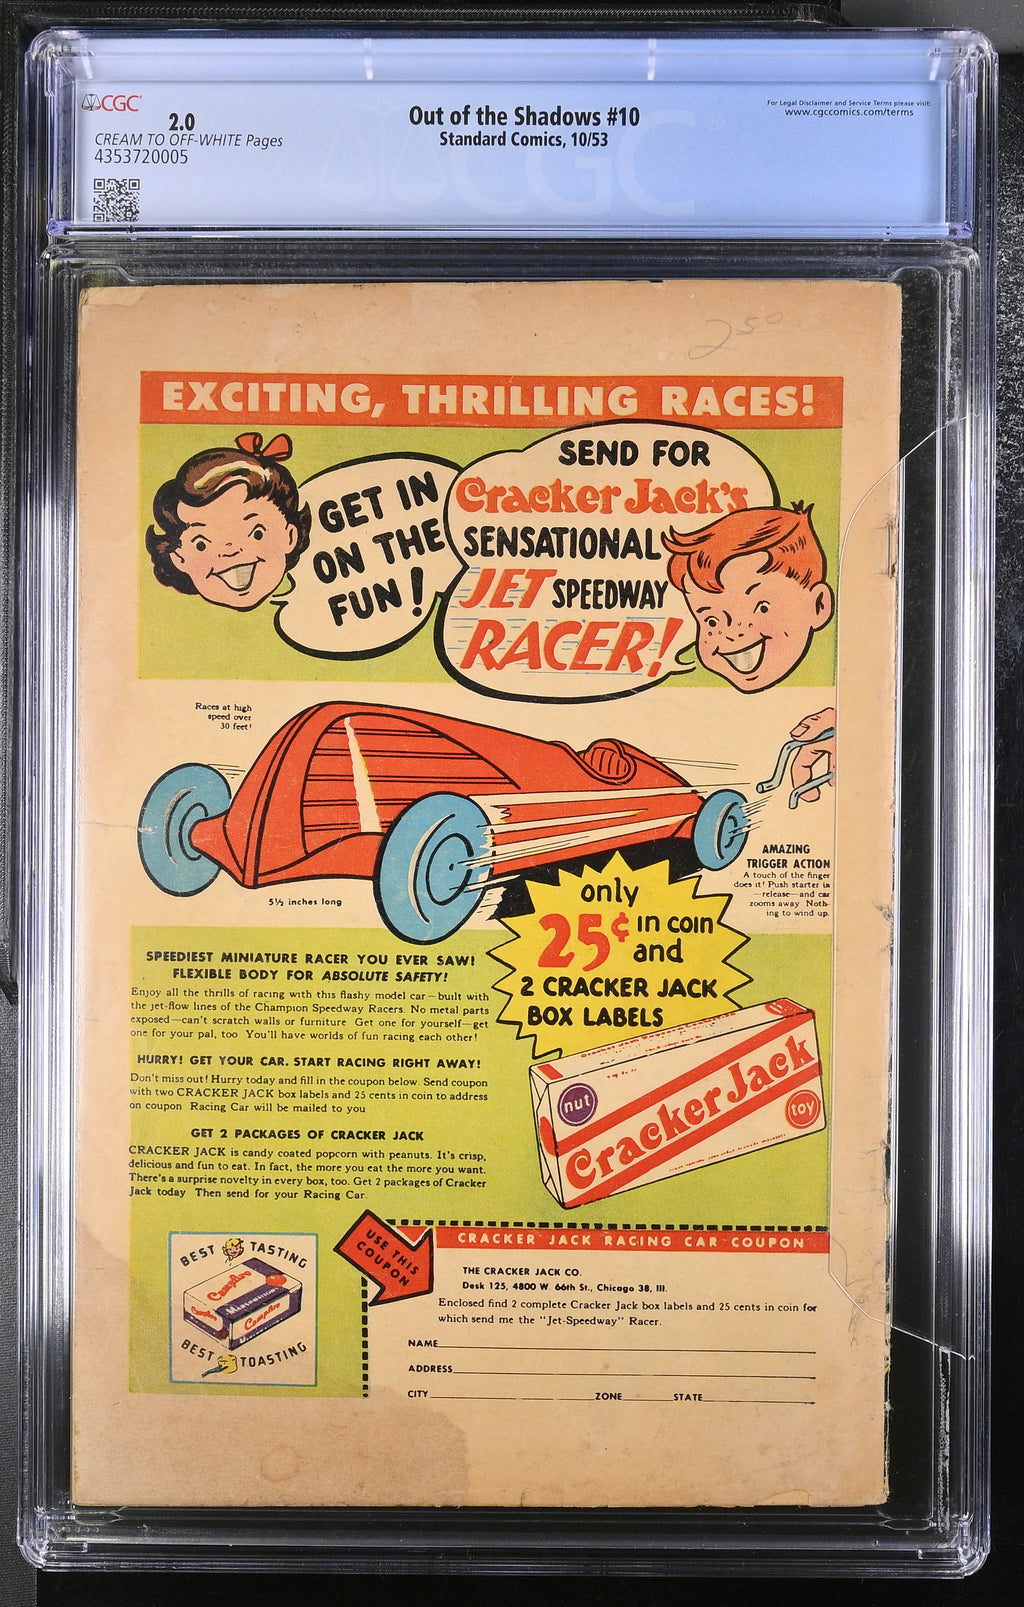 CGC
2.0
CREAM TO OFF-WHITE Pages
4353720005
Out of the Shadows #10
Standard Comics, 10/53
For Legal Disclaimer and Service Terms please visit:
www.cgccomics.com/terms
CGC
250
EXCITING, THRILLING RACES!
GET IN
ON THE
FUN!
SEND FOR
Cracker Jack's
SENSATIONAL
JET SPEEDWAY
RACER!
Races at high
speed over
30 feet!
5½ inches long
AMAZING
TRIGGER ACTION
A touch of the finger
does it! Push starter in
—release—and car
zooms away Noth-
ing to wind up.
only
25¢ in coin
and
2 CRACKER JACK
BOX LABELS
SPEEDIEST MINIATURE RACER YOU EVER SAW!
FLEXIBLE BODY FOR ABSOLUTE SAFETY!
Enjoy all the thrills of racing with this flashy model car—built with
the jet-flow lines of the Champion Speedway Racers. No metal parts
exposed—can't scratch walls or furniture Get one for yourself—get
one for your pal, too You'll have worlds of fun racing each other!
HURRY! GET YOUR CAR. START RACING RIGHT AWAY!
Don't miss out! Hurry today and fill in the coupon below. Send coupon
with two CRACKER JACK box labels and 25 cents in coin to address
on coupon Racing Car will be mailed to you
GET 2 PACKAGES OF CRACKER JACK
CRACKER JACK is candy coated popcorn with peanuts. It's crisp,
delicious and fun to eat. In fact, the more you eat the more you want.
There's a surprise novelty in every box, too. Get 2 packages of Cracker
Jack today Then send for your Racing Car.
nut
Cracker Jack
toy
BEST TASTING
Campfire
MARSHMALLOWS
Campfire
Campfire
BEST TOASTING
USE THIS
COUPON
CRACKER JACK RACING CAR COUPON
THE CRACKER JACK CO.
Desk 125, 4800 W. 66th St., Chicago 38, Ill.
Enclosed find 2 complete Cracker Jack box labels and 25 cents in coin for
which send me the "Jet-Speedway" Racer.
NAME
ADDRESS
CITY ZONE STATE